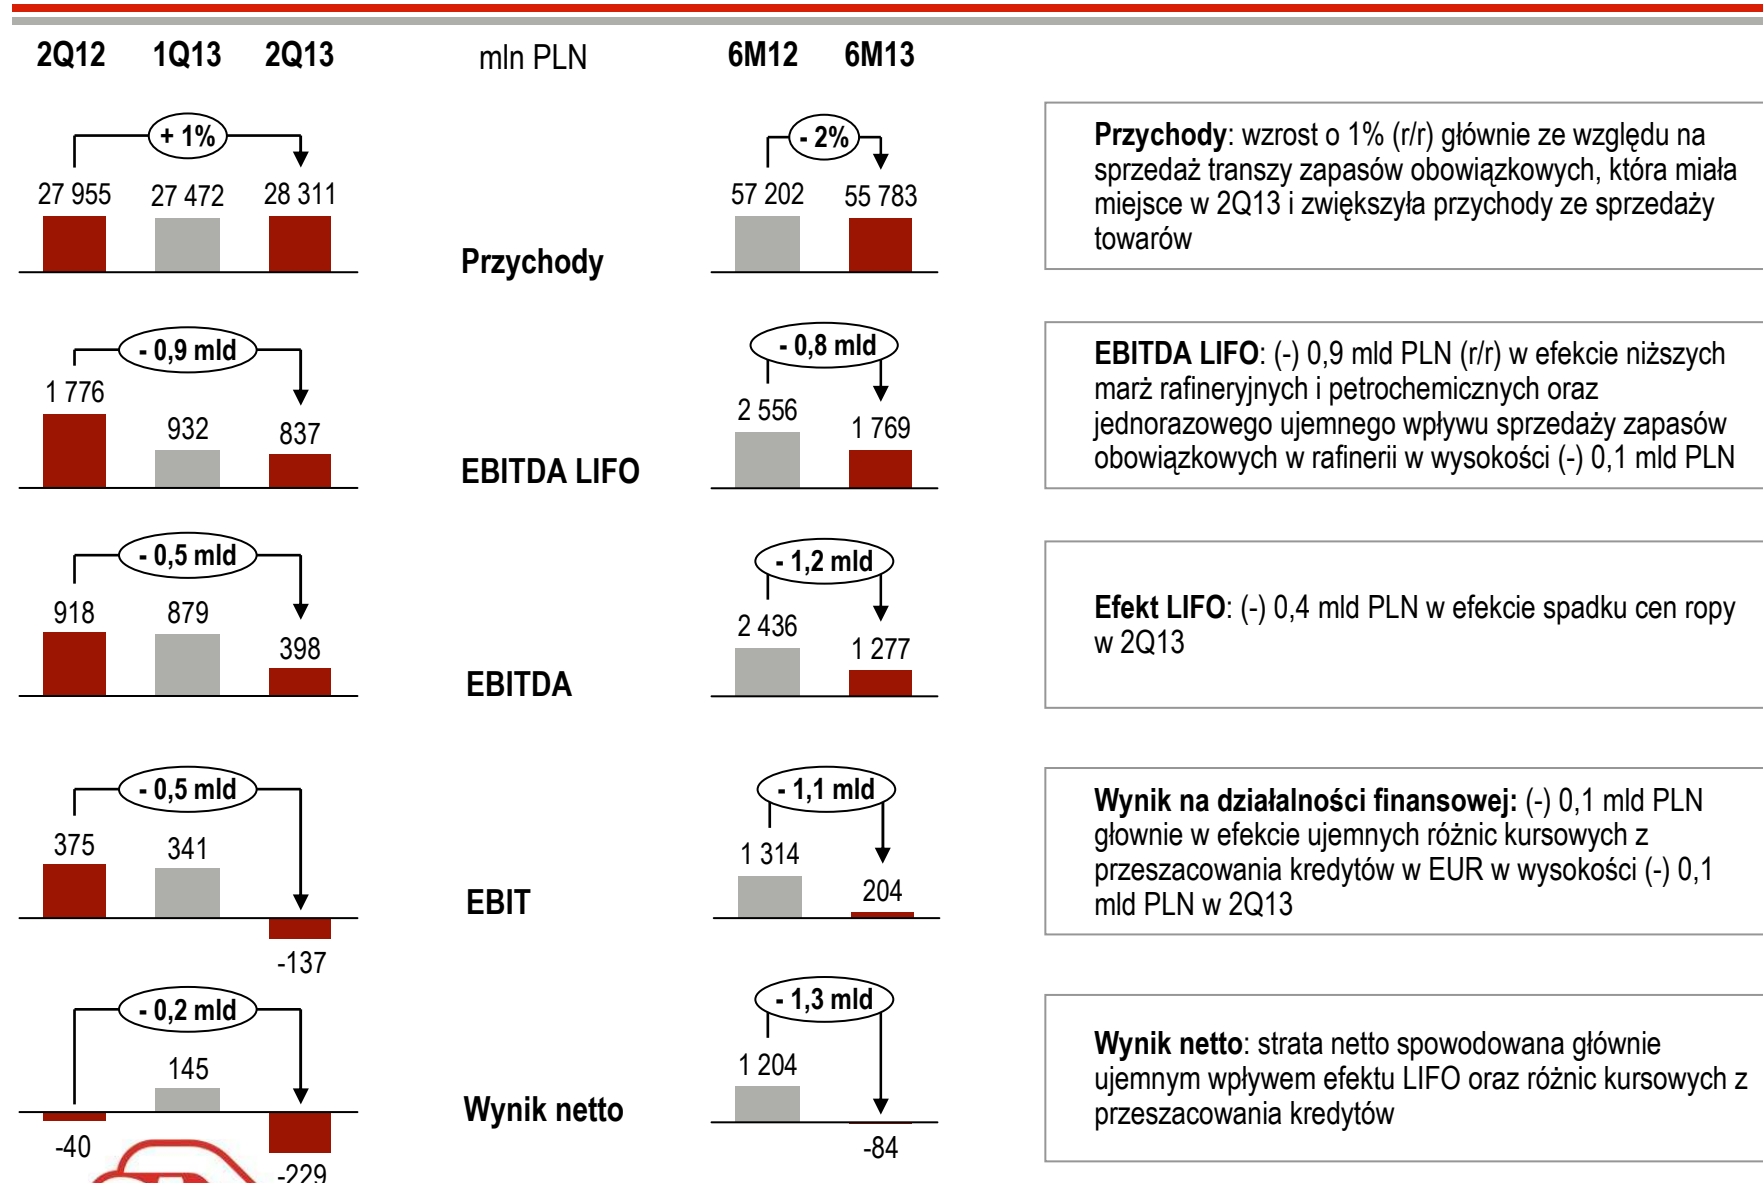 2Q12 1Q13 2Q13 mln PLN 6M12 6M13
+ 1%
27 955 27 472 28 311
Przychody
- 2%
57 202 55 783
Przychody: wzrost o 1% (r/r) głównie ze względu na
sprzedaż transzy zapasów obowiązkowych, która miała
miejsce w 2Q13 i zwiększyła przychody ze sprzedaży
towarów
- 0,9 mld
1 776 932 837
EBITDA LIFO
- 0,8 mld
2 556 1 769
EBITDA LIFO: (-) 0,9 mld PLN (r/r) w efekcie niższych
marż rafineryjnych i petrochemicznych oraz
jednorazowego ujemnego wpływu sprzedaży zapasów
obowiązkowych w rafinerii w wysokości (-) 0,1 mld PLN
- 0,5 mld
918 879 398
EBITDA
- 1,2 mld
2 436 1 277
Efekt LIFO: (-) 0,4 mld PLN w efekcie spadku cen ropy
w 2Q13
- 0,5 mld
375 341 -137
EBIT
- 1,1 mld
1 314 204
Wynik na działalności finansowej: (-) 0,1 mld PLN
głownie w efekcie ujemnych różnic kursowych z
przeszacowania kredytów w EUR w wysokości (-) 0,1
mld PLN w 2Q13
- 0,2 mld
-40 145 -229
Wynik netto
- 1,3 mld
1 204 -84
Wynik netto: strata netto spowodowana głównie
ujemnym wpływem efektu LIFO oraz różnic kursowych z
przeszacowania kredytów